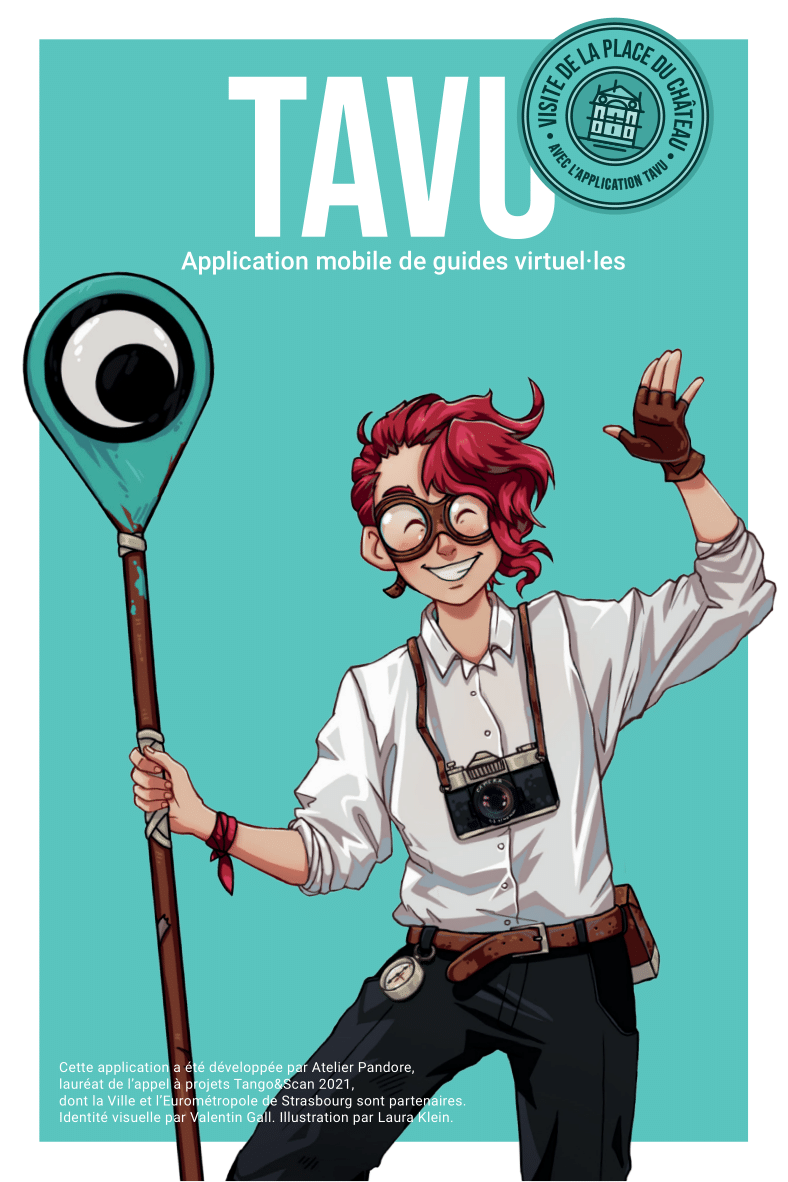 TAVU
VISITE DE LA PLACE DU CHÂTEAU
• AVEC L'APPLICATION TAVU •
Application mobile de guides virtuel·les
CAMERA
Cette application a été développée par Atelier Pandore,
lauréat de l'appel à projets Tango&Scan 2021,
dont la Ville et l'Eurométropole de Strasbourg sont partenaires.
Identité visuelle par Valentin Gall. Illustration par Laura Klein.